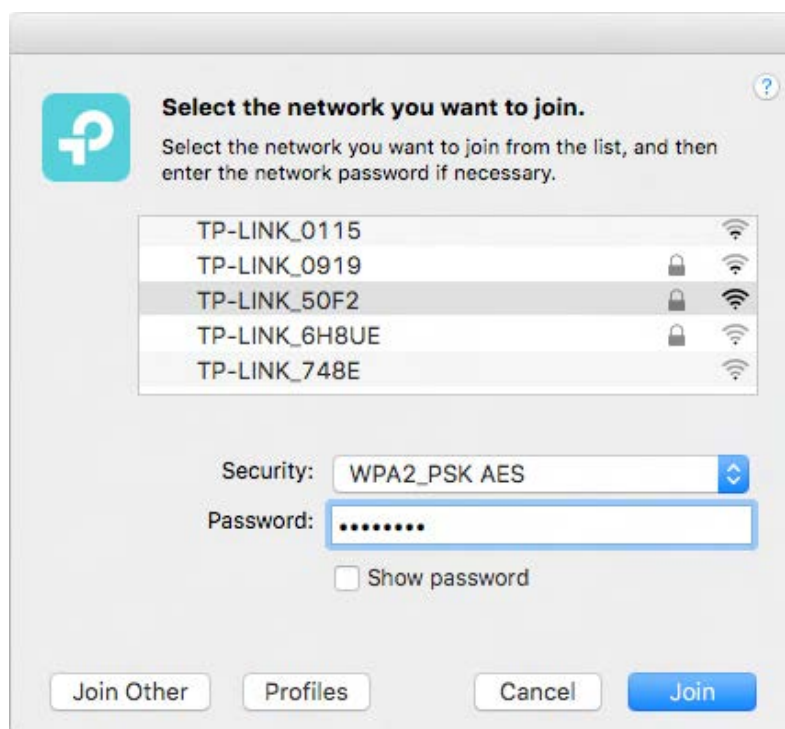 ?
Select the network you want to join.
Select the network you want to join from the list, and then
enter the network password if necessary.
TP-LINK_0115
TP-LINK_0919
TP-LINK_50F2
TP-LINK_6H8UE
TP-LINK_748E
Security: WPA2_PSK AES
Password: ••••••••
Show password
Join Other Profiles Cancel Join